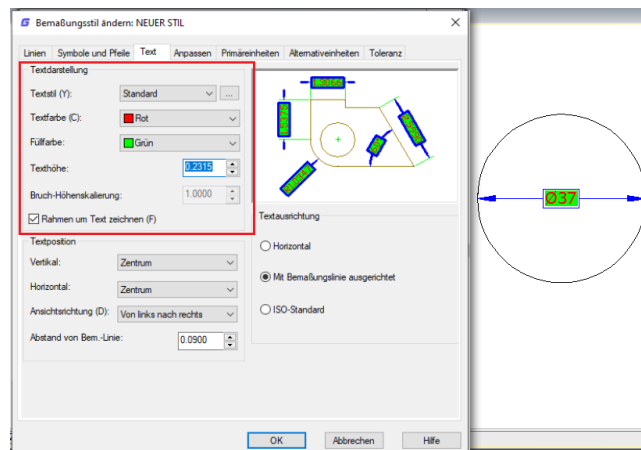 Bemaßungsstil ändern: NEUER STIL
Linien Symbole und Pfeile Text Anpassen Primäreinheiten Alternativeinheiten Toleranz
Textdarstellung
Textstil (Y): Standard ...
Textfarbe (C): Rot
Füllfarbe: Grün
Texthöhe: 0.2315
Bruch-Höhenskalierung: 1.0000
Rahmen um Text zeichnen (F)
Textposition
Vertikal: Zentrum
Horizontal: Zentrum
Ansichtsrichtung (D): Von links nach rechts
Abstand von Bem.-Linie: 0.0900
Textausrichtung
Horizontal
Mit Bemaßungslinie ausgerichtet
ISO-Standard
OK Abbrechen Hilfe
Ø37